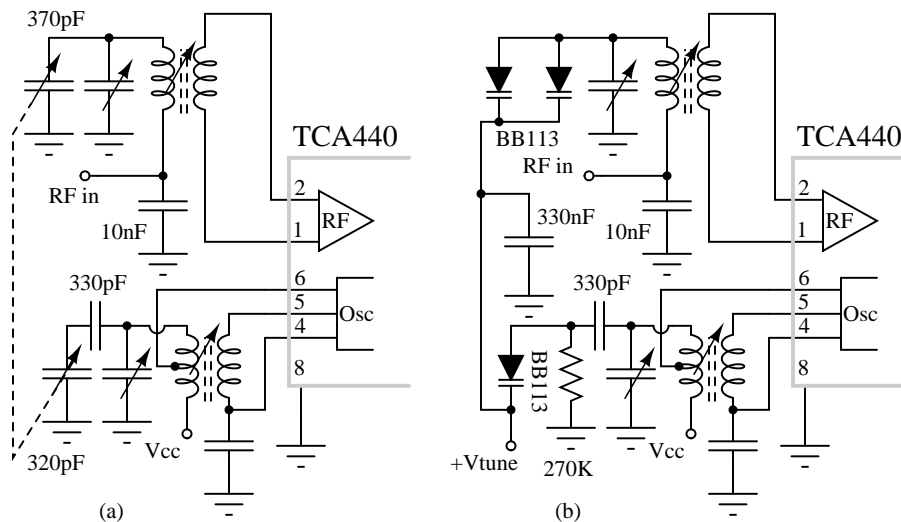 370pF
TCA440
RF in
10nF
2
1
RF
330pF
6
5
4
8
Osc
Vcc
320pF
(a)
BB113
TCA440
RF in
330nF
10nF
2
1
RF
330pF
6
5
4
8
Osc
BB113
Vcc
+Vtune
270K
(b)